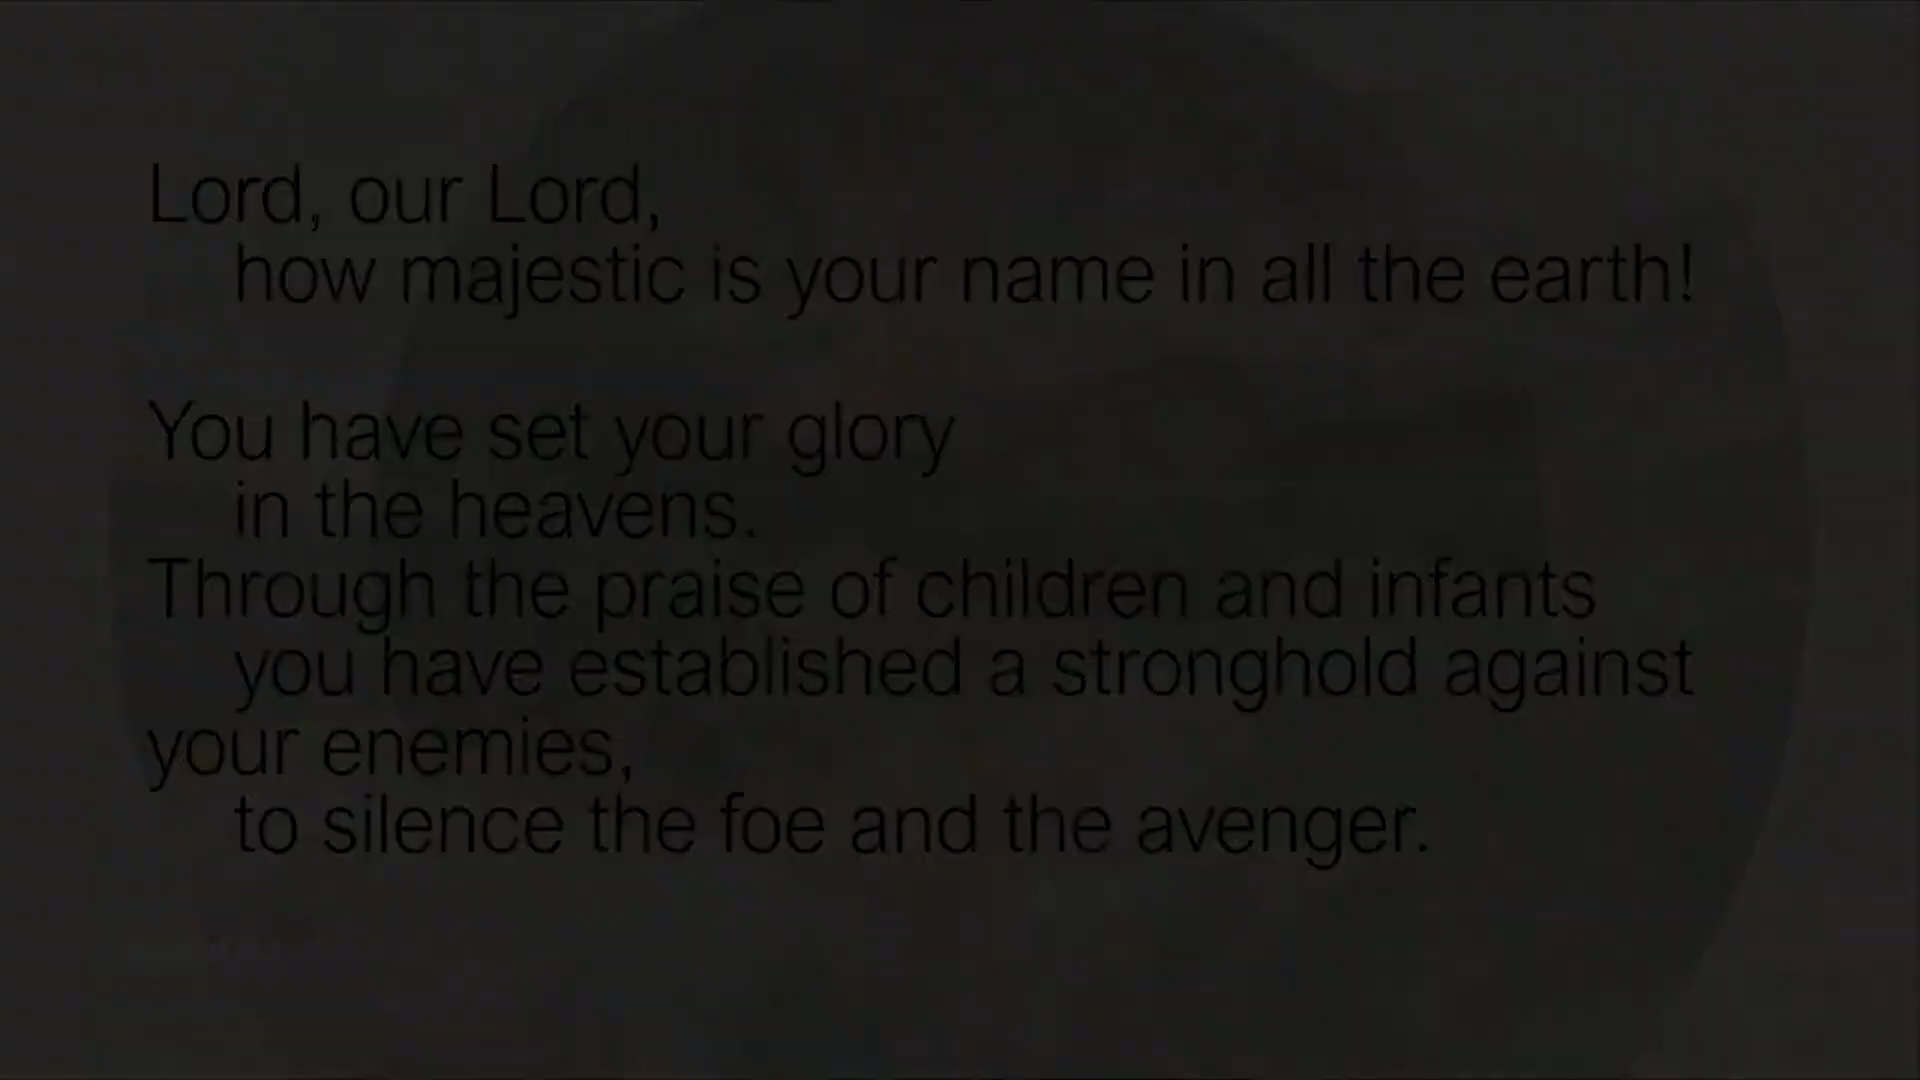 Lord, our Lord,
how majestic is your name in all the earth!
You have set your glory
in the heavens.
Through the praise of children and infants
you have established a stronghold against
your enemies,
to silence the foe and the avenger.